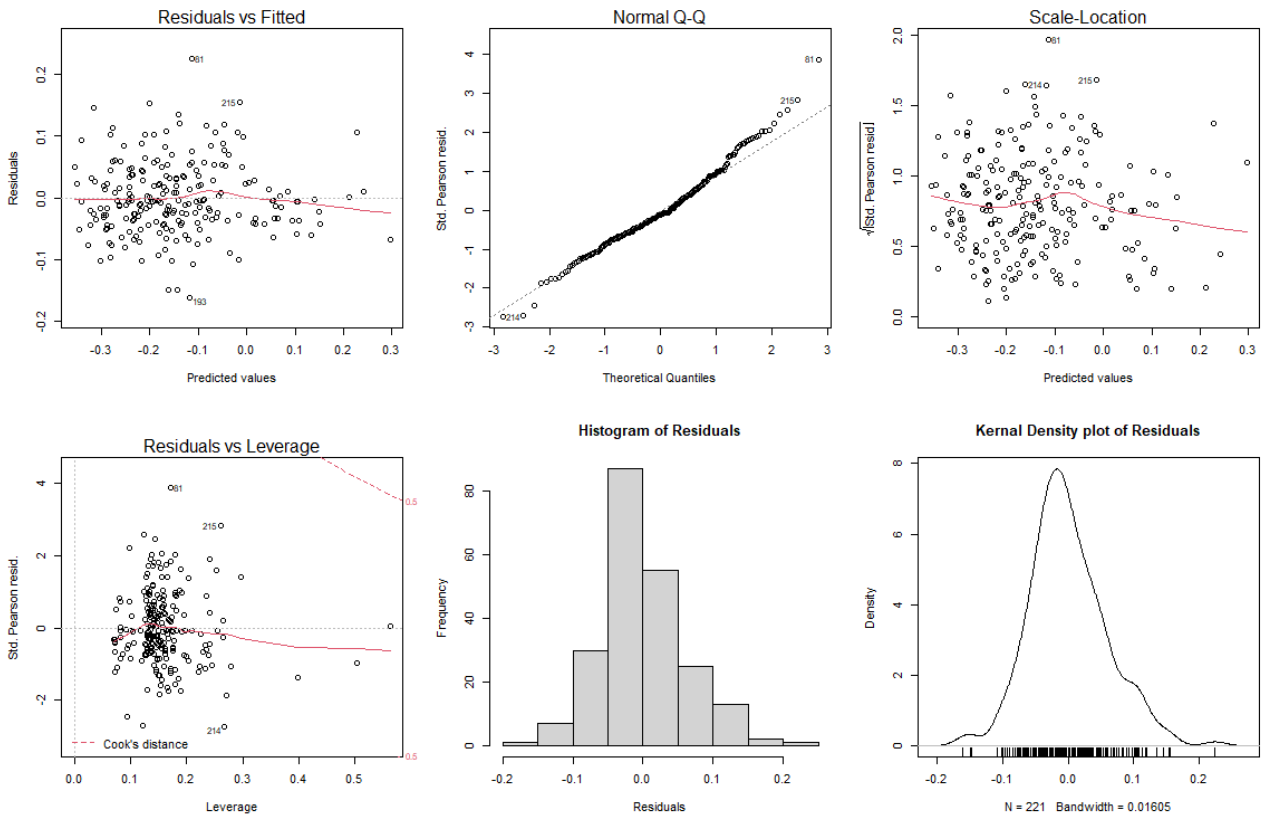 Residuals vs Fitted
Residuals
0.2
0.1
0.0
-0.1
-0.2
81
215
193
-0.3 -0.2 -0.1 0.0 0.1 0.2 0.3
Predicted values
Normal Q-Q
Std. Pearson resid.
4
3
2
1
0
-1
-2
-3
81
215
214
-3 -2 -1 0 1 2 3
Theoretical Quantiles
Scale-Location
√|Std. Pearson resid.|
2.0
1.5
1.0
0.5
0.0
81
214
215
-0.3 -0.2 -0.1 0.0 0.1 0.2 0.3
Predicted values
Residuals vs Leverage
Std. Pearson resid.
4
2
0
-2
81
215
214
0.5
0.5
Cook's distance
0.0 0.1 0.2 0.3 0.4 0.5
Leverage
Histogram of Residuals
Frequency
80
60
40
20
0
-0.2 -0.1 0.0 0.1 0.2
Residuals
Kernal Density plot of Residuals
Density
8
6
4
2
0
-0.2 -0.1 0.0 0.1 0.2
N = 221 Bandwidth = 0.01605